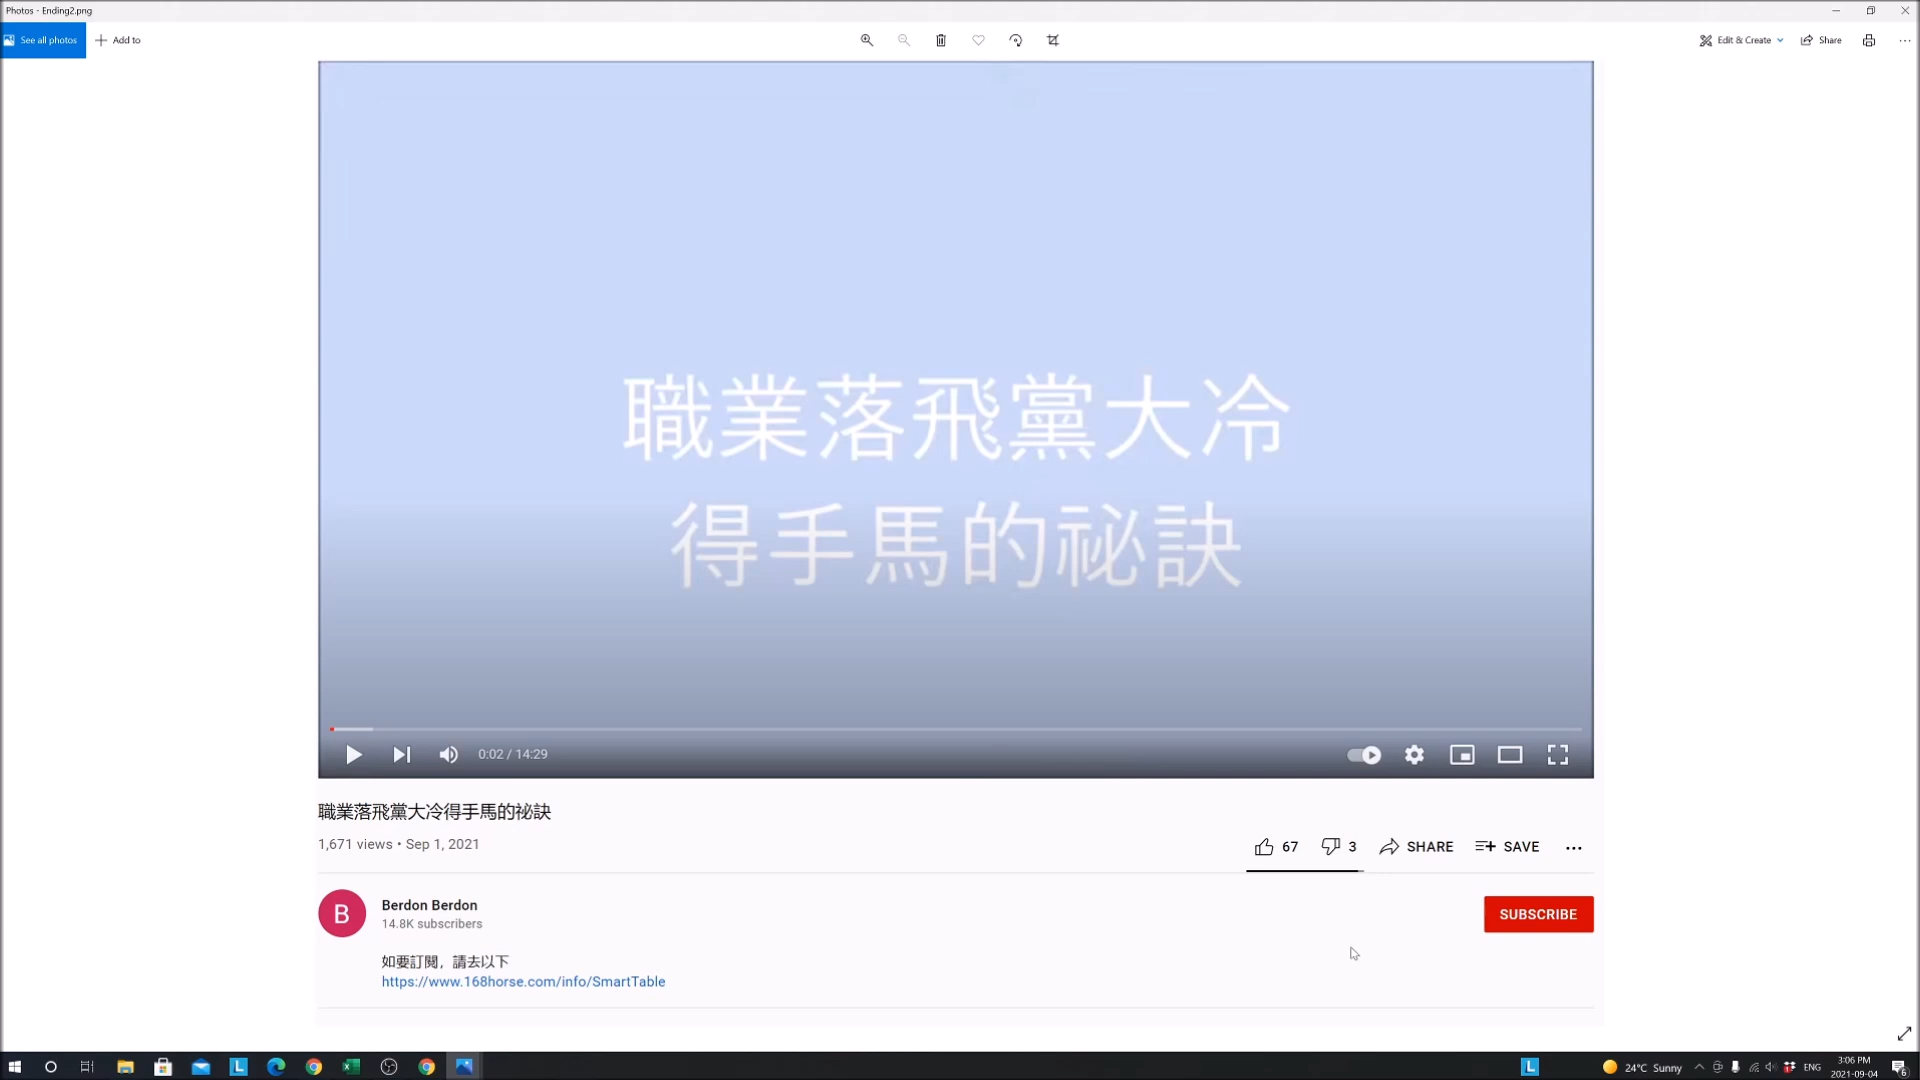 Photos - Ending2.png
See all photos
Add to
Edit & Create
Share
職業落飛黨大冷
得手馬的祕訣
0:02 / 14:29
職業落飛黨大冷得手馬的祕訣
1,671 views • Sep 1, 2021
67
3
SHARE
SAVE
B
Berdon Berdon
14.8K subscribers
SUBSCRIBE
如要訂閱，請去以下
https://www.168horse.com/info/SmartTable
L
L
24°C Sunny
ENG
3:06 PM
2021-09-04
6